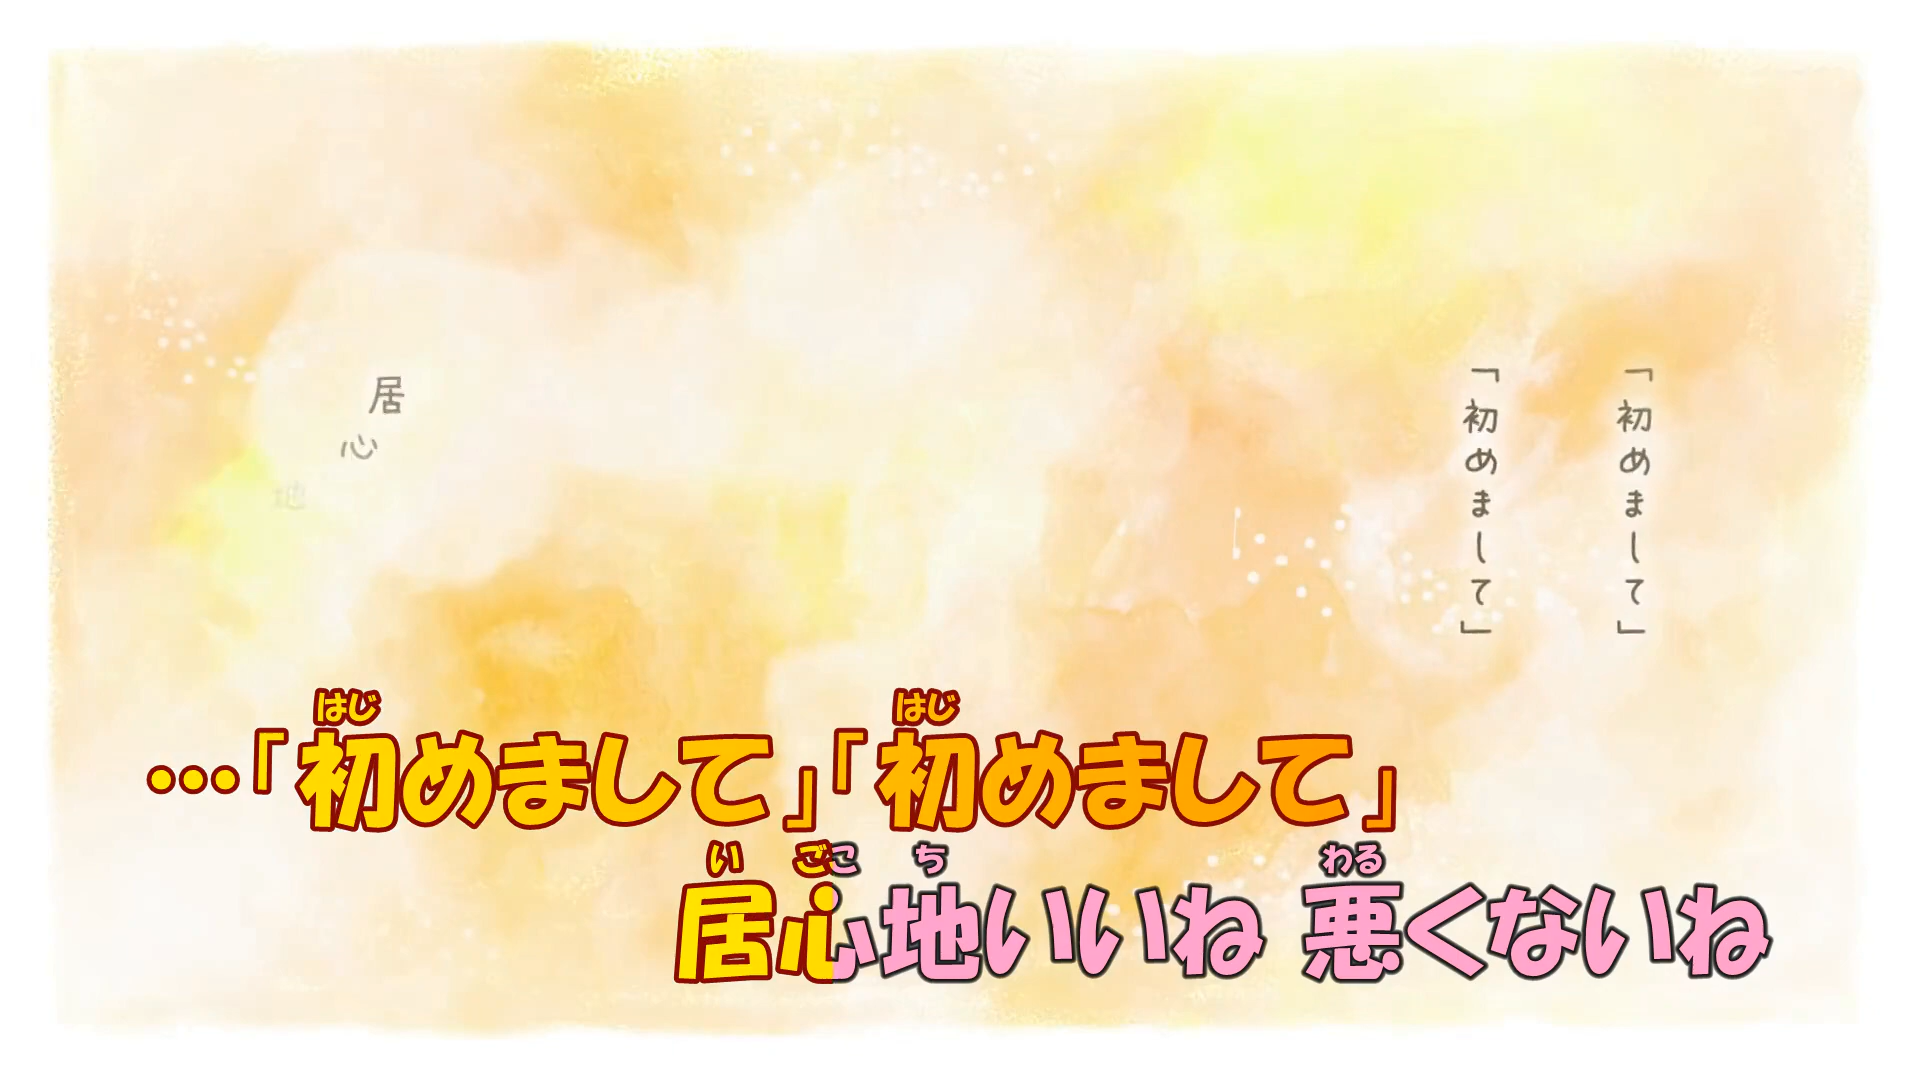 「初めまして」
「初めまして」
居心地
はじ はじ
…「初めまして」「初めまして」
い ごこ ち わる
居心地いいね 悪くないね